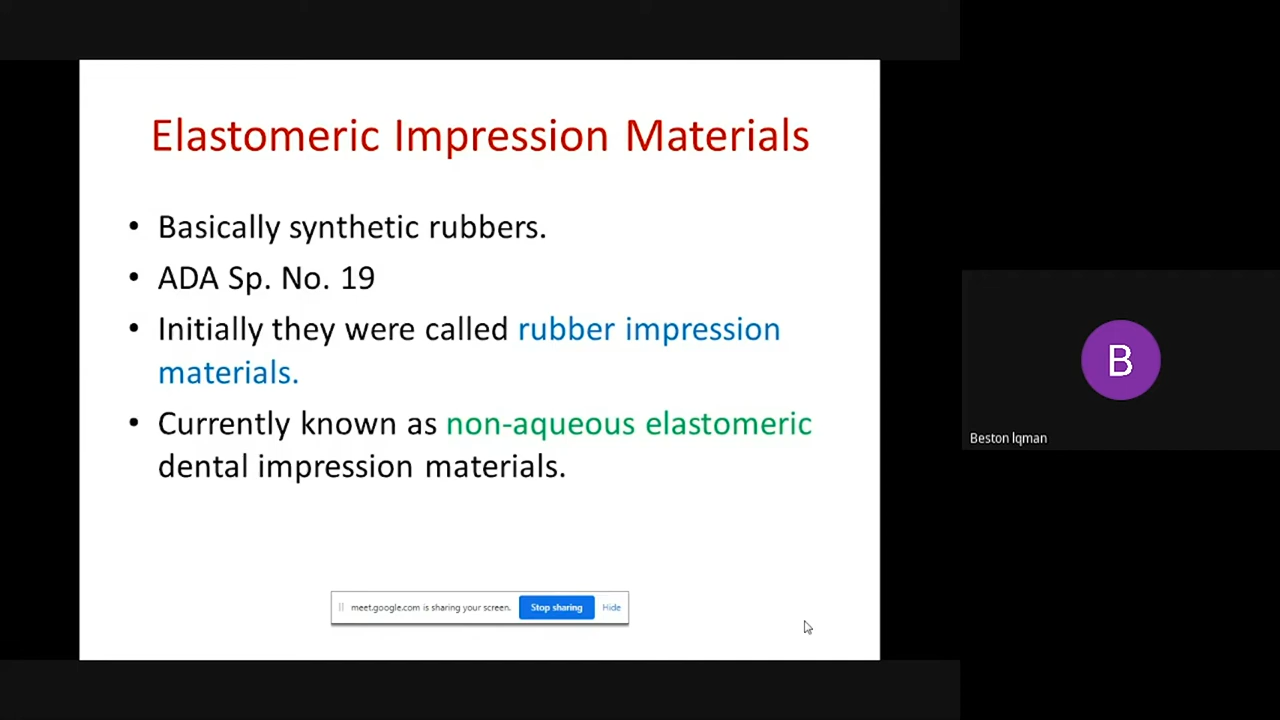 Elastomeric Impression Materials
• Basically synthetic rubbers.
• ADA Sp. No. 19
• Initially they were called rubber impression
materials.
• Currently known as non-aqueous elastomeric
dental impression materials.
meet.google.com is sharing your screen. Stop sharing Hide
B
Beston lqman